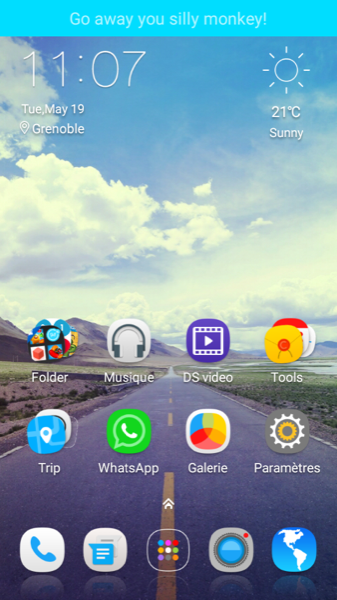 Go away you silly monkey!
11:07
Tue,May 19
Grenoble
21℃
Sunny
Folder Musique DS video Tools
Trip WhatsApp Galerie Paramètres